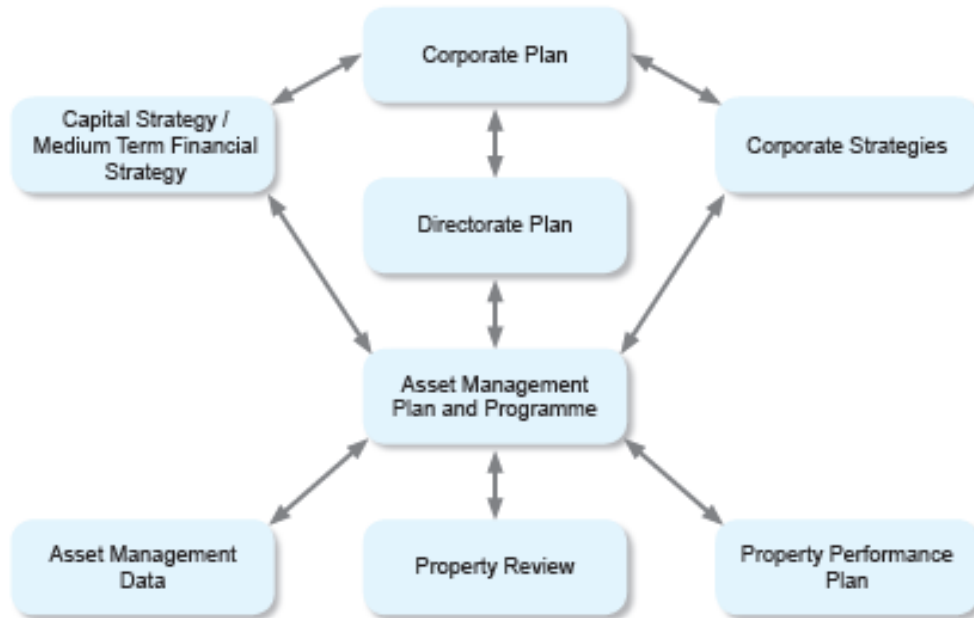 Corporate Plan
Capital Strategy /
Medium Term Financial
Strategy
Corporate Strategies
Directorate Plan
Asset Management
Plan and Programme
Asset Management
Data
Property Review
Property Performance
Plan